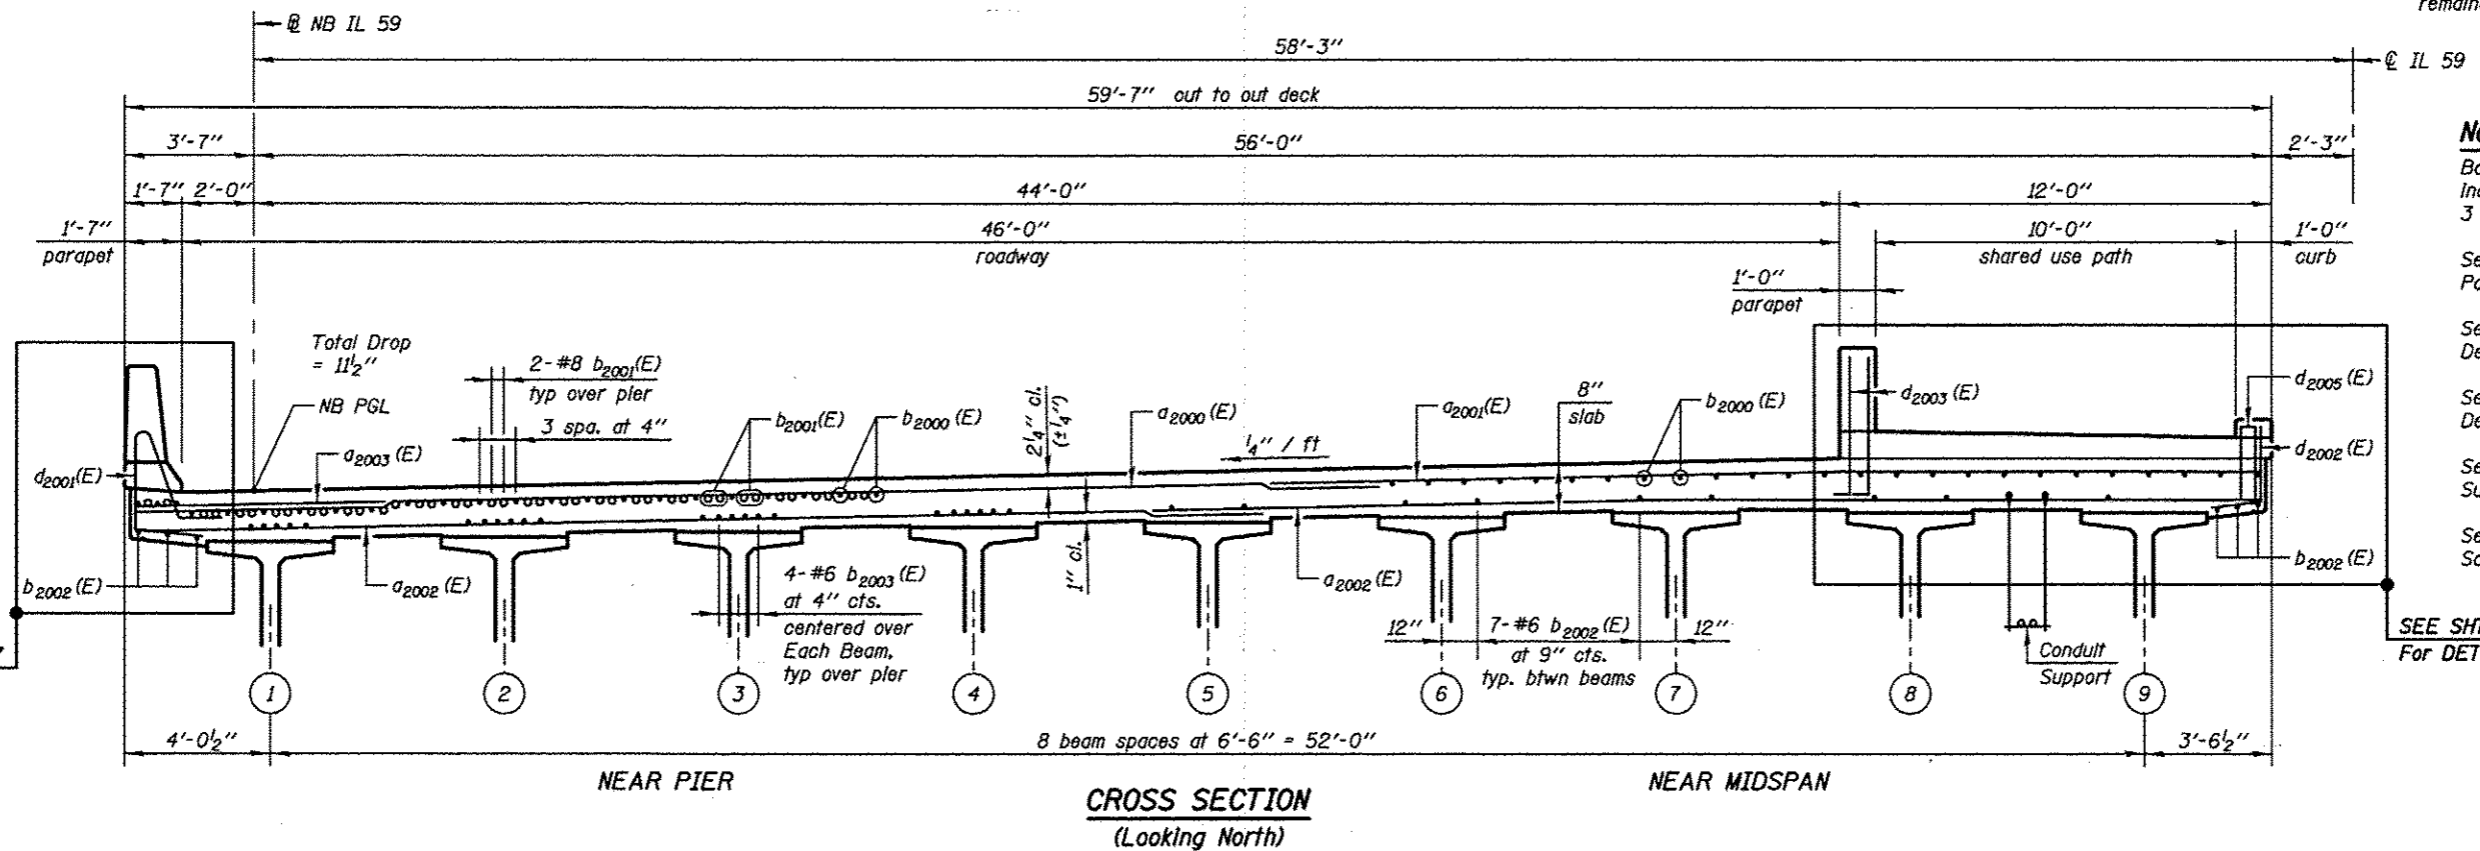 remain
℄ NB IL 59
58'-3"
℄ IL 59
59'-7" out to out deck
3'-7"
56'-0"
2'-3"
1'-7"
2'-0"
44'-0"
12'-0"
3
1'-7"
parapet
46'-0"
roadway
10'-0"
shared use path
1'-0"
curb
1'-0"
parapet
Total Drop
= 11½"
NB PGL
2-#8 b2001(E)
typ over pier
3 spa. at 4"
b2001(E)
b2000(E)
2¼" cl.
(±¼")
a2000(E)
a2001(E)
8"
slab
b2000(E)
d2003(E)
d2005(E)
a2003(E)
¼" / ft
d2001(E)
d2002(E)
b2002(E)
a2002(E)
4-#6 b2003(E)
at 4" cts.
centered over
Each Beam,
typ over pier
1" cl.
a2002(E)
12"
7-#6 b2002(E)
at 9" cts.
typ. btwn beams
12"
Conduit
Support
b2002(E)
SEE SHT
For DET
1
2
3
4
5
6
7
8
9
4'-0½"
8 beam spaces at 6'-6" = 52'-0"
3'-6½"
NEAR PIER
NEAR MIDSPAN
CROSS SECTION
(Looking North)